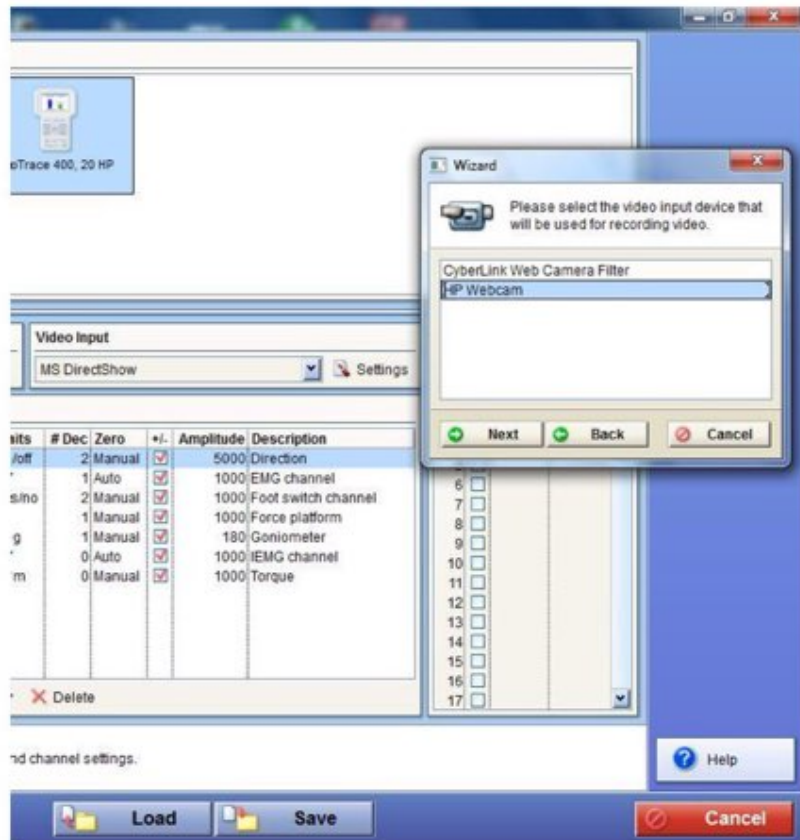 oTrace 400, 20 HP
Wizard
Please select the video input device that
will be used for recording video.
CyberLink Web Camera Filter
HP Webcam
Next Back Cancel
Video Input
MS DirectShow Settings
its # Dec Zero +/- Amplitude Description
/off 2 Manual 5000 Direction
1 Auto 1000 EMG channel
s/no 2 Manual 1000 Foot switch channel
1 Manual 1000 Force platform
g 1 Manual 180 Goniometer
0 Auto 1000 IEMG channel
m 0 Manual 1000 Torque
6
7
8
9
10
11
12
13
14
15
16
17
Delete
nd channel settings.
Help
Load Save Cancel